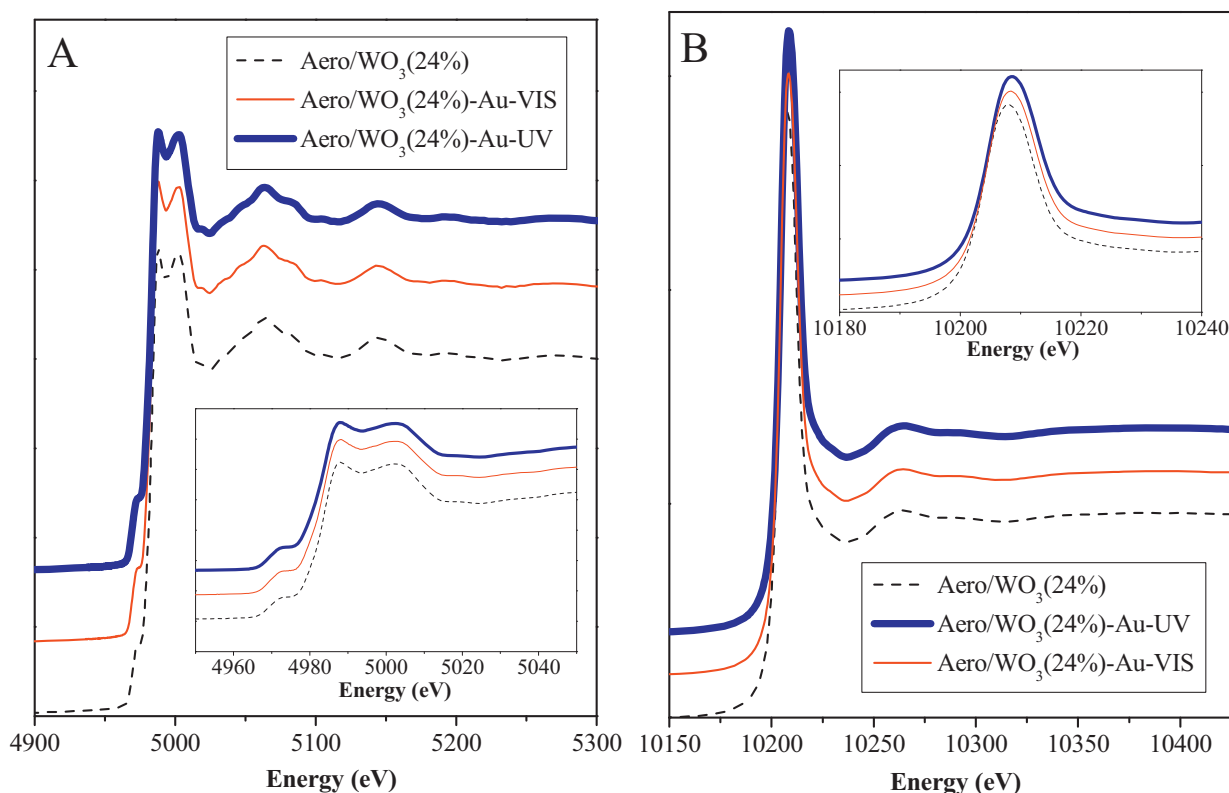 A
Aero/WO₃(24%)
Aero/WO₃(24%)-Au-VIS
Aero/WO₃(24%)-Au-UV
4960 4980 5000 5020 5040
Energy (eV)
4900 5000 5100 5200 5300
Energy (eV)
B
10180 10200 10220 10240
Energy (eV)
Aero/WO₃(24%)
Aero/WO₃(24%)-Au-UV
Aero/WO₃(24%)-Au-VIS
10150 10200 10250 10300 10350 10400
Energy (eV)